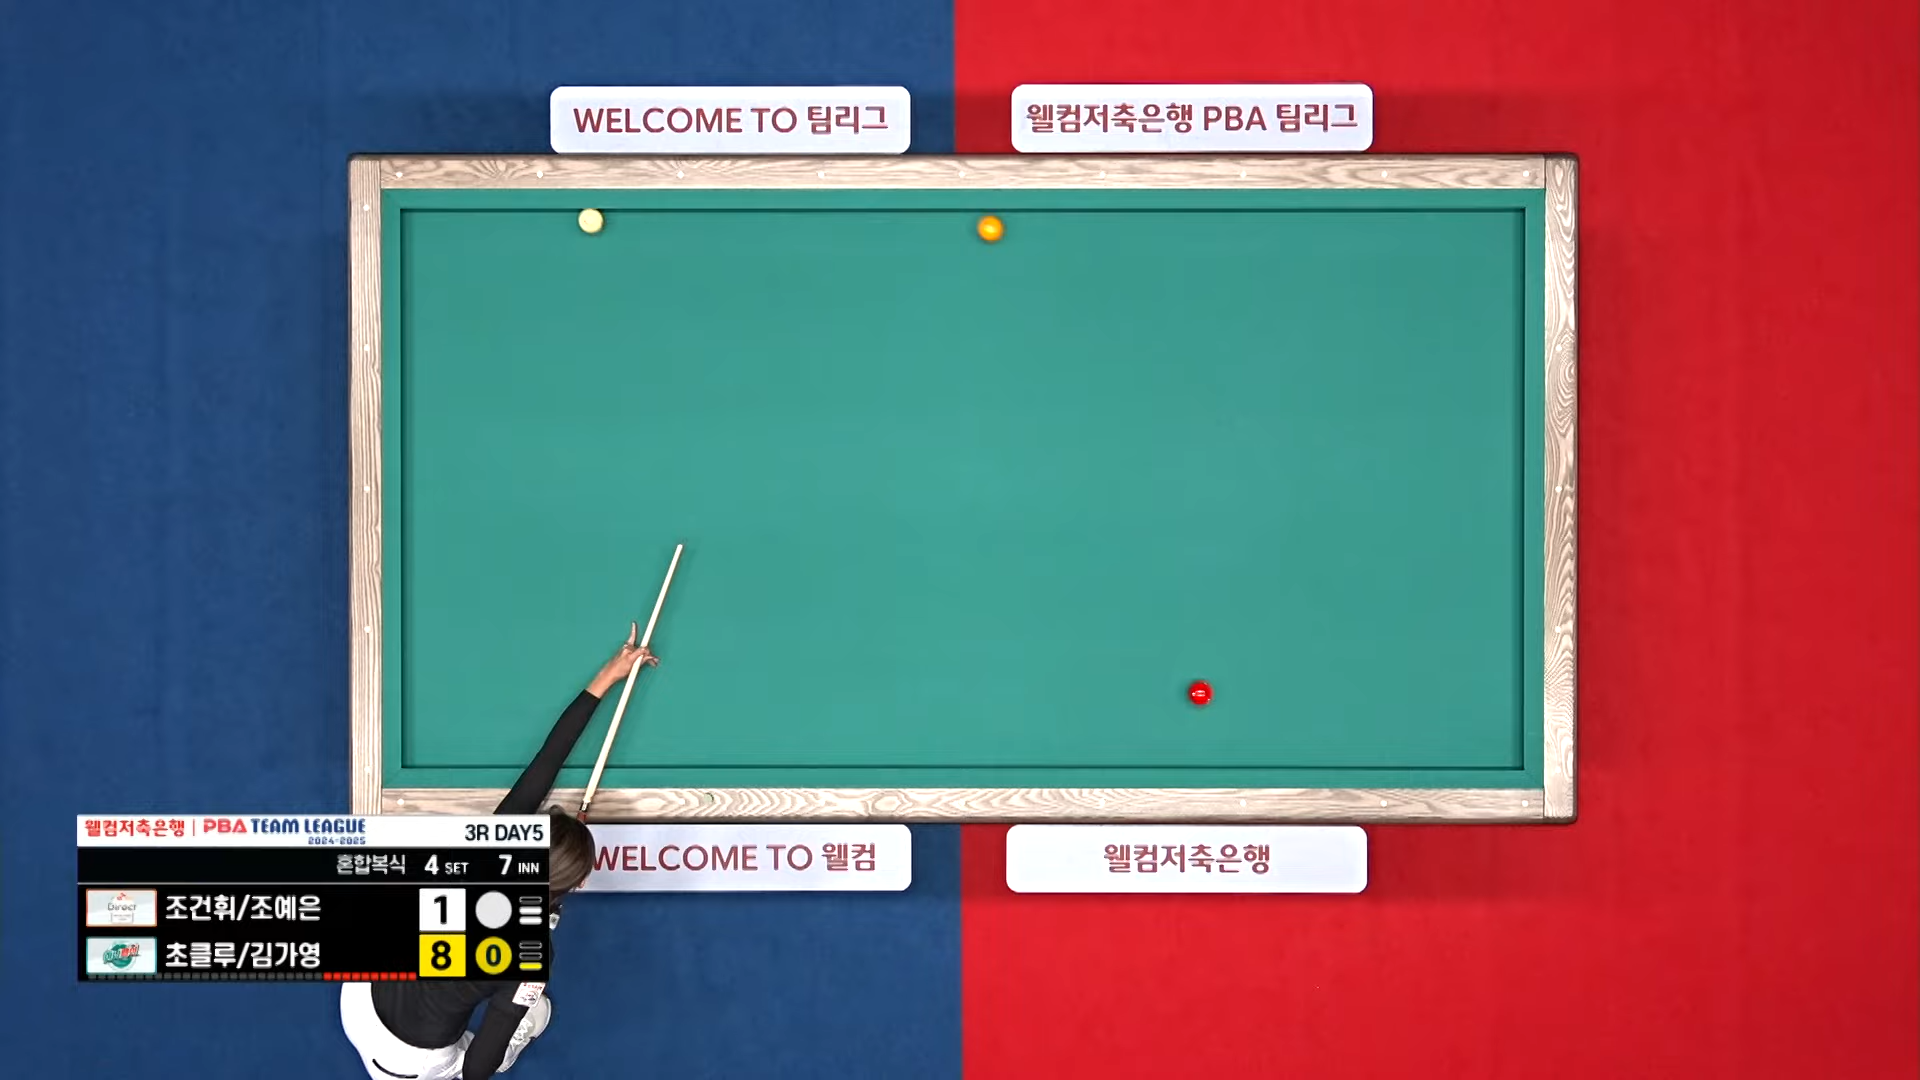 WELCOME TO 팀리그
웰컴저축은행 PBA 팀리그
WELCOME TO 웰컴
웰컴저축은행
웰컴저축은행 | PBA TEAM LEAGUE
2024-2025
3R DAY5
혼합복식 4 SET 7 INN
Direct
조건휘/조예은 1
초클루/김가영 8 0